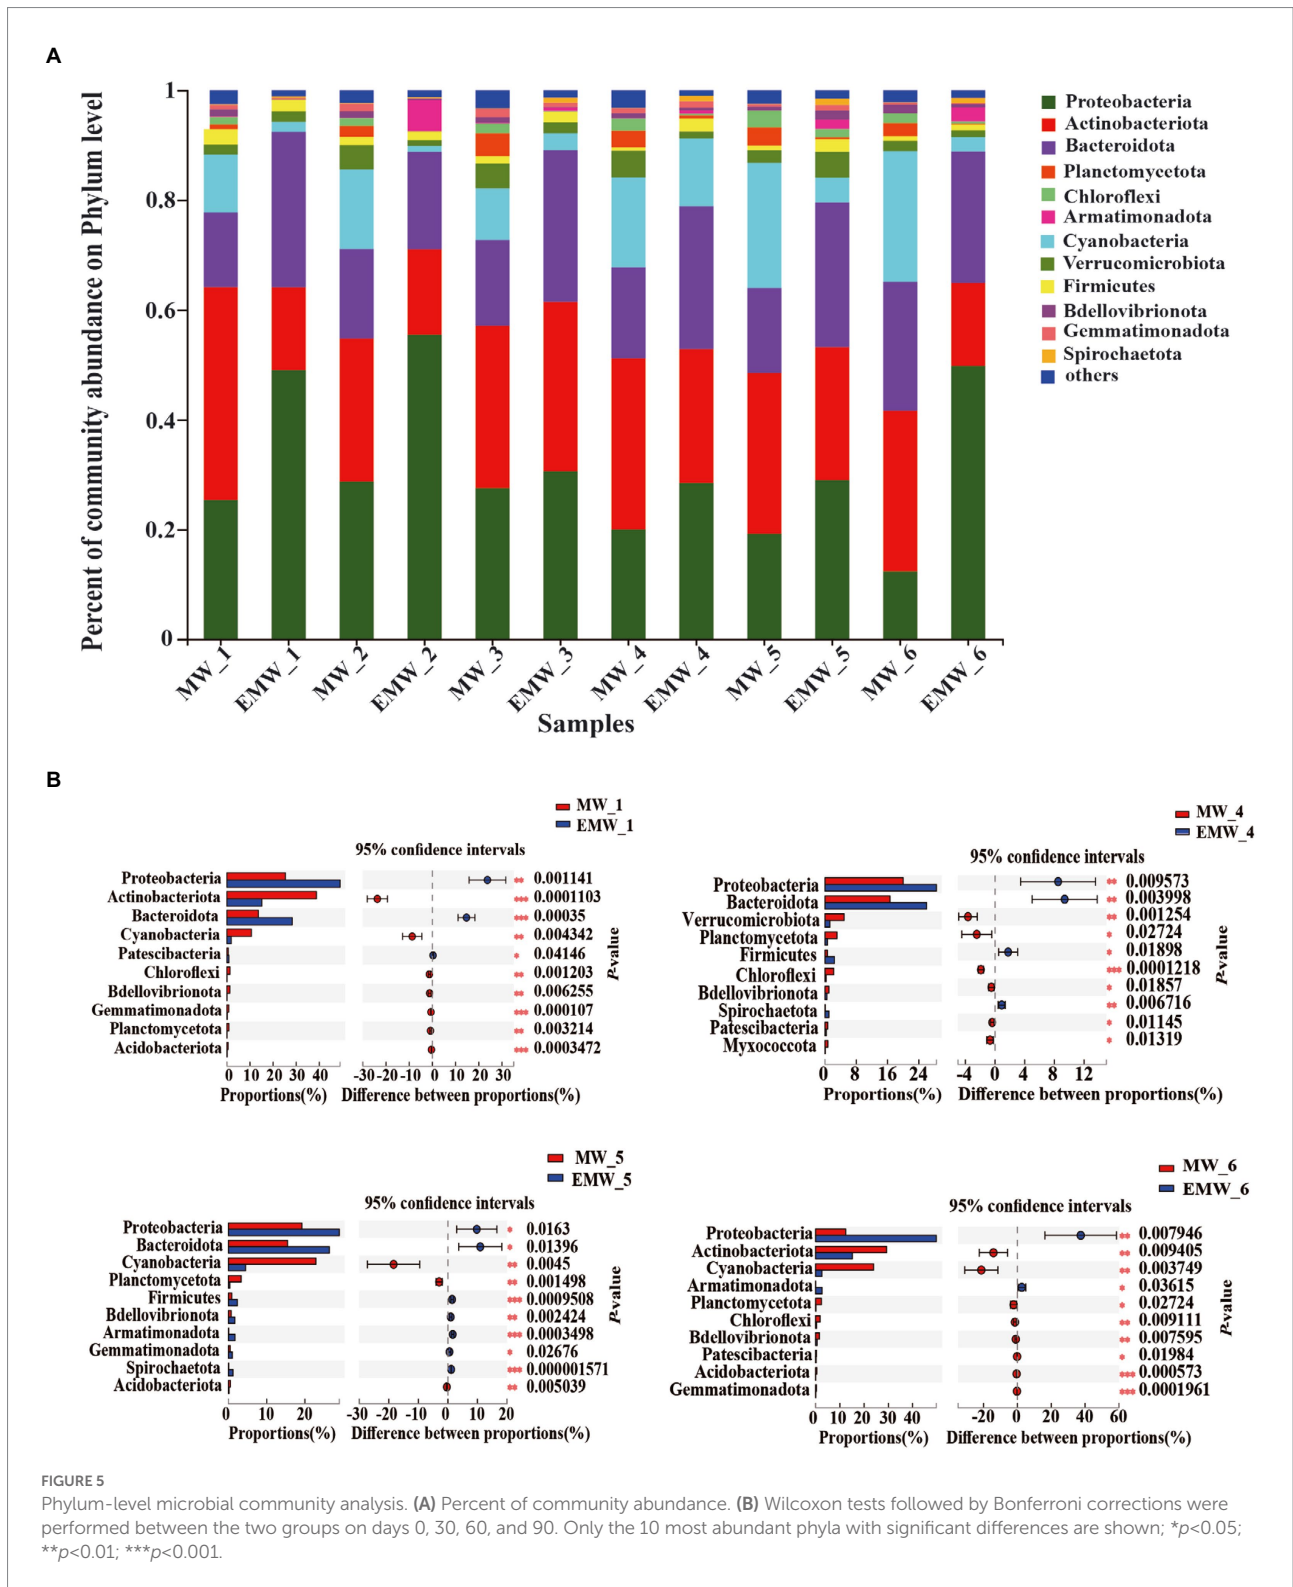 A
Percent of community abundance on Phylum level
1
0.8
0.6
0.4
0.2
0
MW_1
EMW_1
MW_2
EMW_2
MW_3
EMW_3
MW_4
EMW_4
MW_5
EMW_5
MW_6
EMW_6
Samples
Proteobacteria
Actinobacteriota
Bacteroidota
Planctomycetota
Chloroflexi
Armatimonadota
Cyanobacteria
Verrucomicrobiota
Firmicutes
Bdellovibrionota
Gemmatimonadota
Spirochaetota
others
B
MW_1
EMW_1
95% confidence intervals
Proteobacteria ** 0.001141
Actinobacteriota *** 0.0001103
Bacteroidota *** 0.00035
Cyanobacteria ** 0.004342
Patescibacteria * 0.04146
Chloroflexi ** 0.001203
Bdellovibrionota ** 0.006255
Gemmatimonadota *** 0.000107
Planctomycetota ** 0.003214
Acidobacteriota *** 0.0003472
P-value
0 10 20 30 40 -30 -20 -10 0 10 20 30
Proportions(%) Difference between proportions(%)
MW_4
EMW_4
95% confidence intervals
Proteobacteria ** 0.009573
Bacteroidota ** 0.003998
Verrucomicrobiota ** 0.001254
Planctomycetota * 0.02724
Firmicutes * 0.01898
Chloroflexi *** 0.0001218
Bdellovibrionota * 0.01857
Spirochaetota ** 0.006716
Patescibacteria * 0.01145
Myxococcota * 0.01319
P-value
0 8 16 24 -4 0 4 8 12
Proportions(%) Difference between proportions(%)
MW_5
EMW_5
95% confidence intervals
Proteobacteria * 0.0163
Bacteroidota * 0.01396
Cyanobacteria ** 0.0045
Planctomycetota ** 0.001498
Firmicutes *** 0.0009508
Bdellovibrionota ** 0.002424
Armatimonadota *** 0.0003498
Gemmatimonadota * 0.02676
Spirochaetota *** 0.000001571
Acidobacteriota ** 0.005039
P-value
0 10 20 -30 -20 -10 0 10 20
Proportions(%) Difference between proportions(%)
MW_6
EMW_6
95% confidence intervals
Proteobacteria ** 0.007946
Actinobacteriota ** 0.009405
Cyanobacteria ** 0.003749
Armatimonadota * 0.03615
Planctomycetota * 0.02724
Chloroflexi ** 0.009111
Bdellovibrionota ** 0.007595
Patescibacteria * 0.01984
Acidobacteriota *** 0.000573
Gemmatimonadota *** 0.0001961
P-value
0 10 20 30 40 -20 0 20 40 60
Proportions(%) Difference between proportions(%)
FIGURE 5
Phylum-level microbial community analysis. (A) Percent of community abundance. (B) Wilcoxon tests followed by Bonferroni corrections were
performed between the two groups on days 0, 30, 60, and 90. Only the 10 most abundant phyla with significant differences are shown; *p<0.05;
**p<0.01; ***p<0.001.